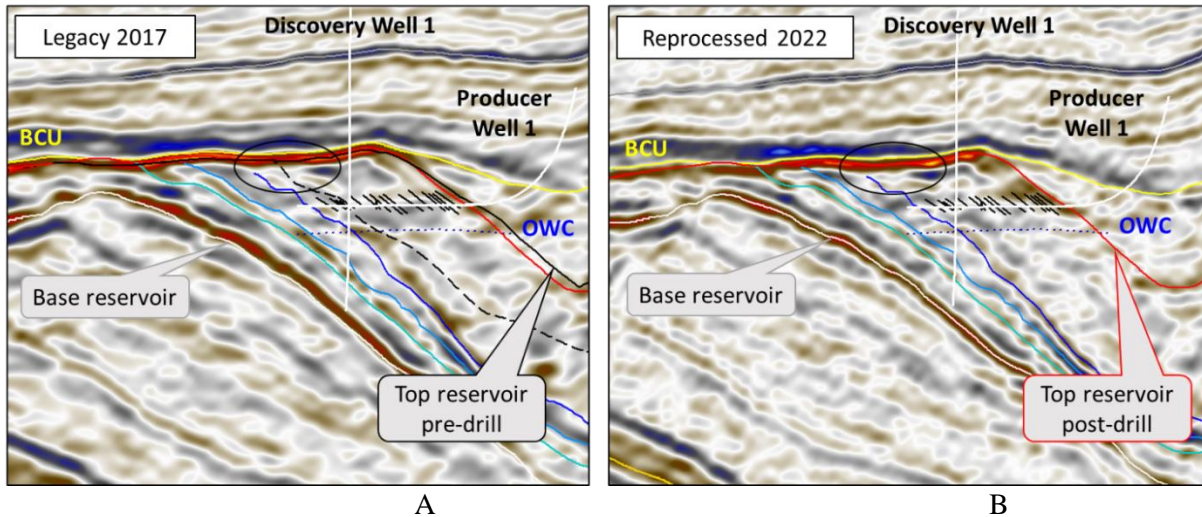 Legacy 2017
Discovery Well 1
Producer
Well 1
BCU
OWC
Base reservoir
Top reservoir
pre-drill
A
Reprocessed 2022
Discovery Well 1
Producer
Well 1
BCU
OWC
Base reservoir
Top reservoir
post-drill
B